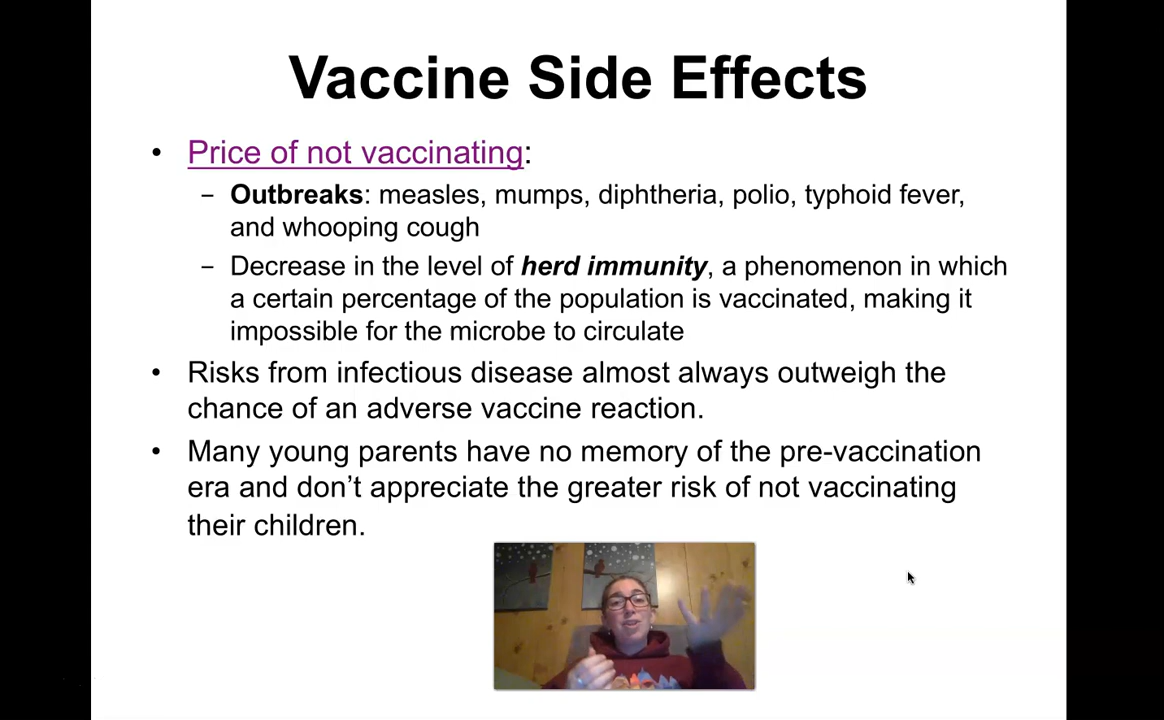 Vaccine Side Effects
• Price of not vaccinating:
– Outbreaks: measles, mumps, diphtheria, polio, typhoid fever,
and whooping cough
– Decrease in the level of herd immunity, a phenomenon in which
a certain percentage of the population is vaccinated, making it
impossible for the microbe to circulate
• Risks from infectious disease almost always outweigh the
chance of an adverse vaccine reaction.
• Many young parents have no memory of the pre-vaccination
era and don’t appreciate the greater risk of not vaccinating
their children.